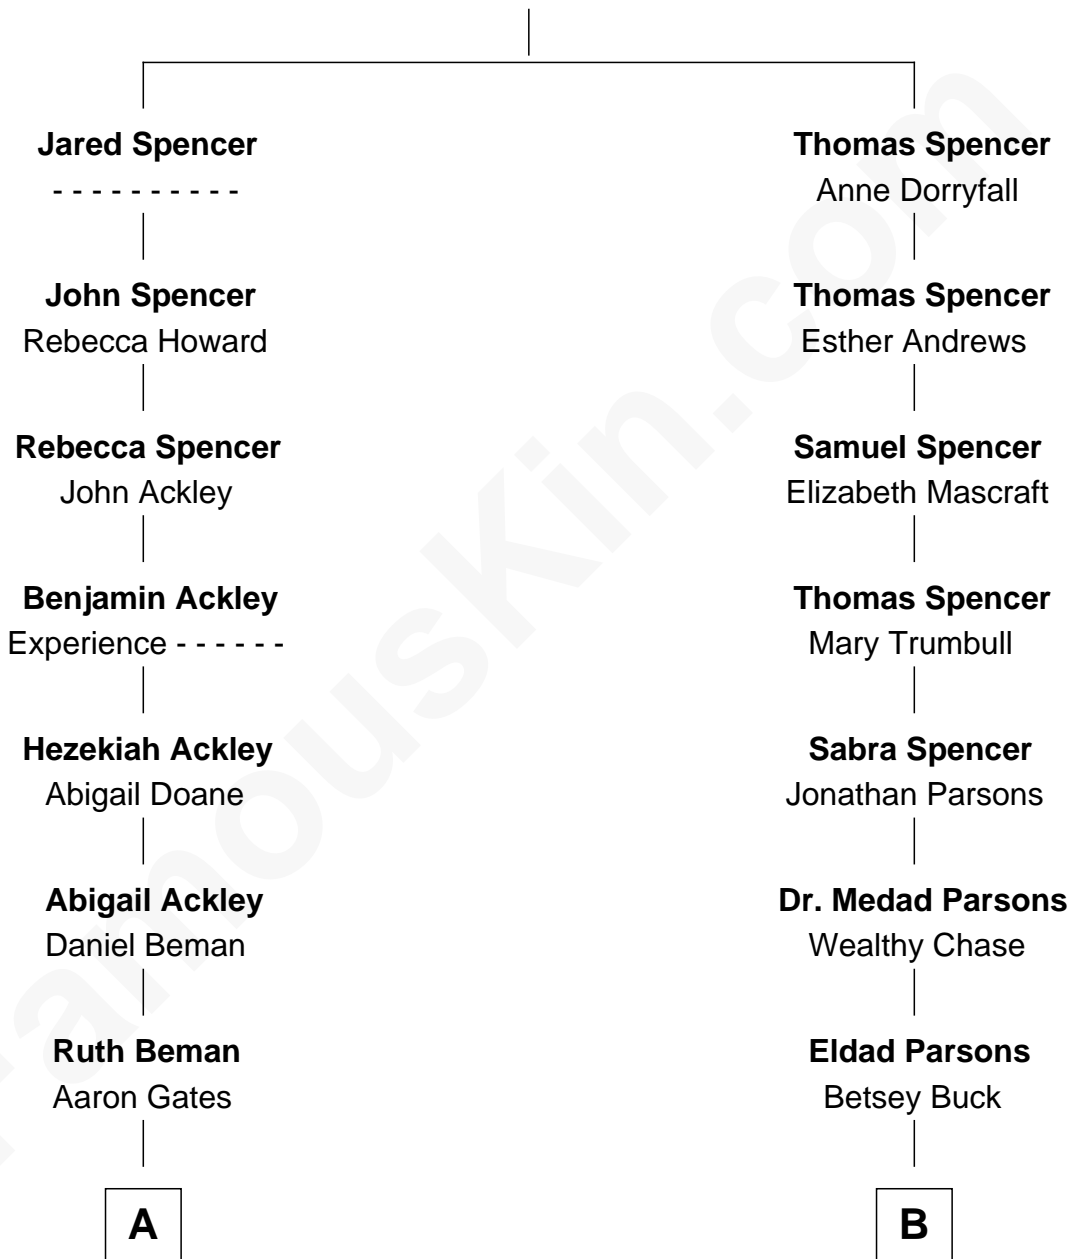 Jared Spencer
- - - - - - - - - -
John Spencer
Rebecca Howard
Rebecca Spencer
John Ackley
Benjamin Ackley
Experience - - - - - -
Hezekiah Ackley
Abigail Doane
Abigail Ackley
Daniel Beman
Ruth Beman
Aaron Gates
A
Thomas Spencer
Anne Dorryfall
Thomas Spencer
Esther Andrews
Samuel Spencer
Elizabeth Mascraft
Thomas Spencer
Mary Trumbull
Sabra Spencer
Jonathan Parsons
Dr. Medad Parsons
Wealthy Chase
Eldad Parsons
Betsey Buck
B
FamousKin.com